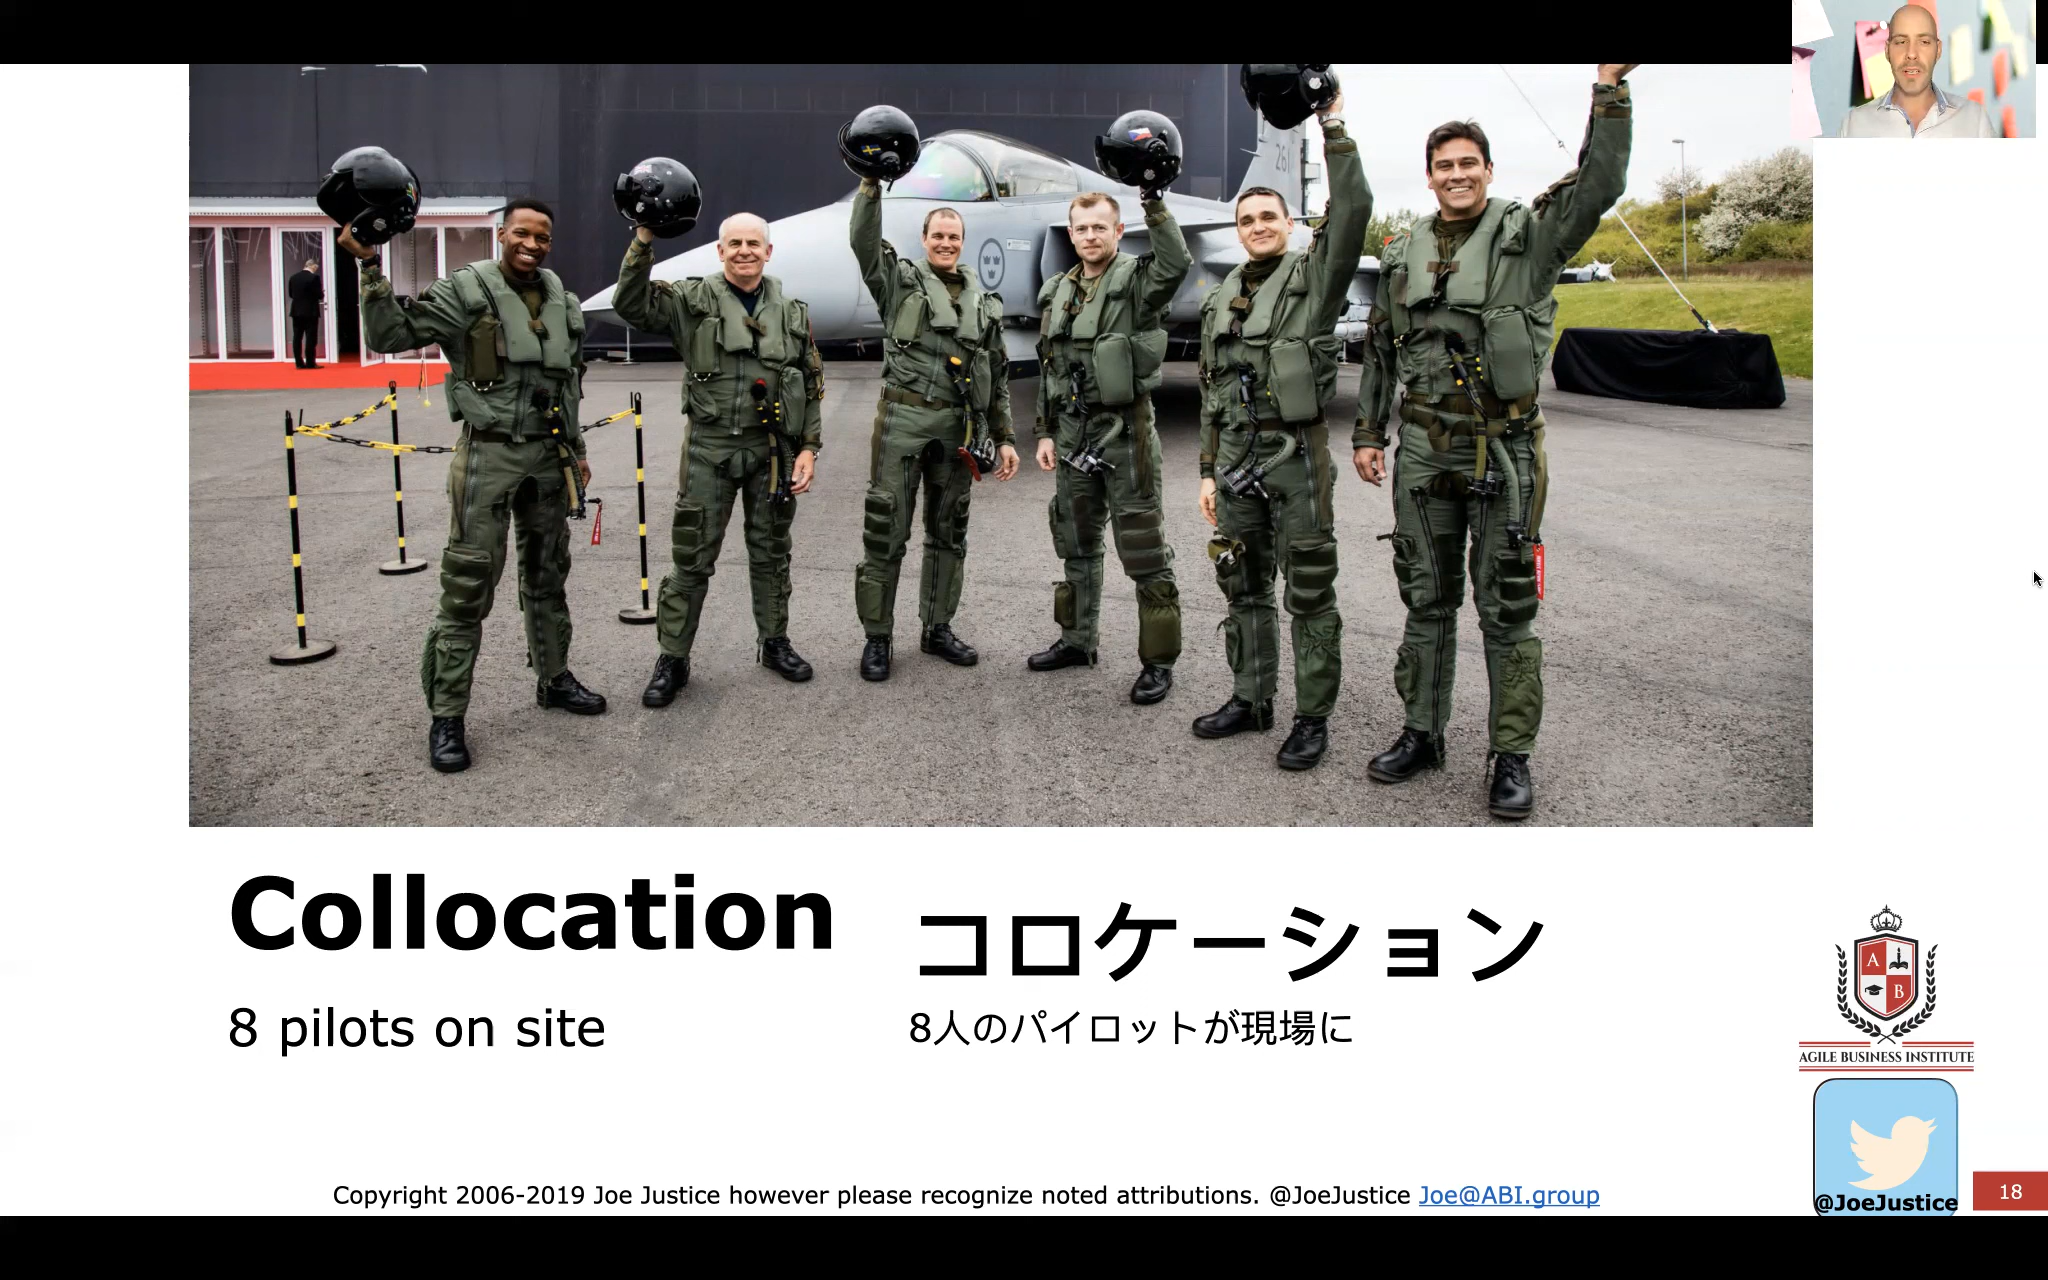 261
Collocation
コロケーション
8 pilots on site
8人のパイロットが現場に
A
B
AGILE BUSINESS INSTITUTE
@JoeJustice
Copyright 2006-2019 Joe Justice however please recognize noted attributions. @JoeJustice Joe@ABI.group
18